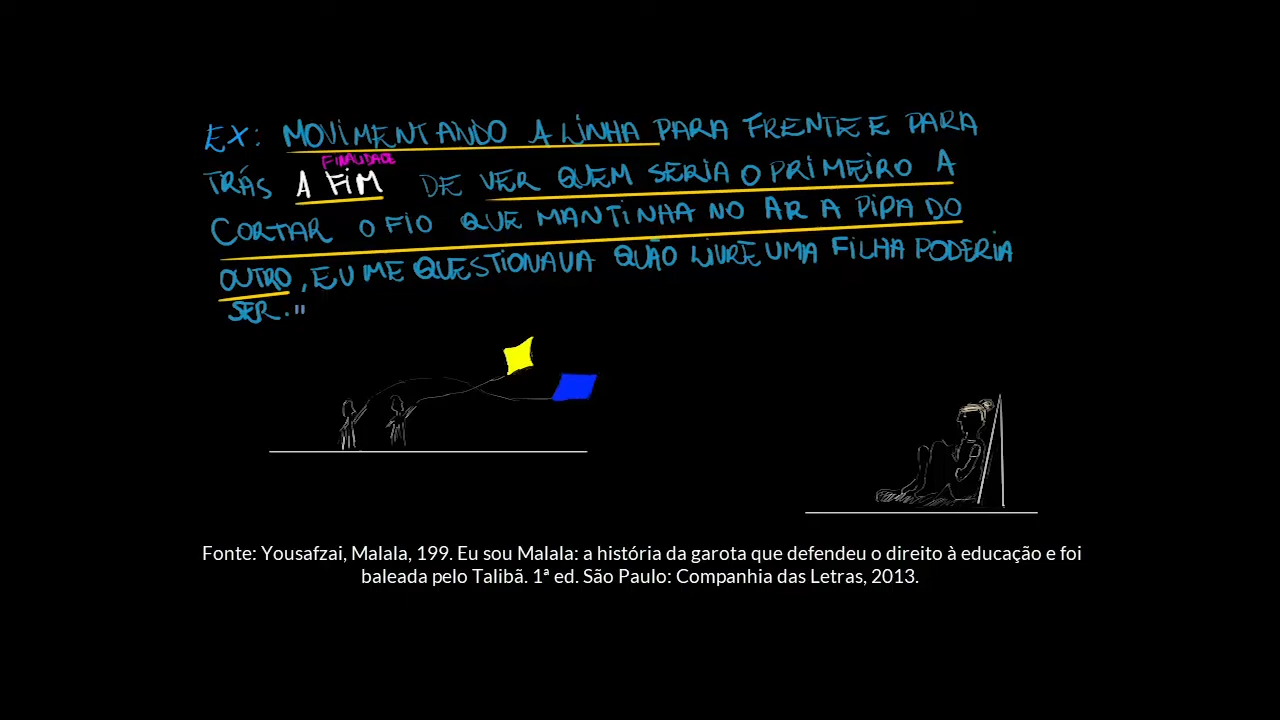 EX: MOVIMENTANDO A LINHA PARA FRENTE E PARA
FINALIDADE
TRÁS A FIM DE VER QUEM SERIA O PRIMEIRO A
CORTAR O FIO QUE MANTINHA NO AR A PIPA DO
OUTRO, EU ME QUESTIONAVA QUÃO LIVRE UMA FILHA PODERIA
SER."
Fonte: Yousafzai, Malala, 199. Eu sou Malala: a história da garota que defendeu o direito à educação e foi
baleada pelo Talibã. 1ª ed. São Paulo: Companhia das Letras, 2013.